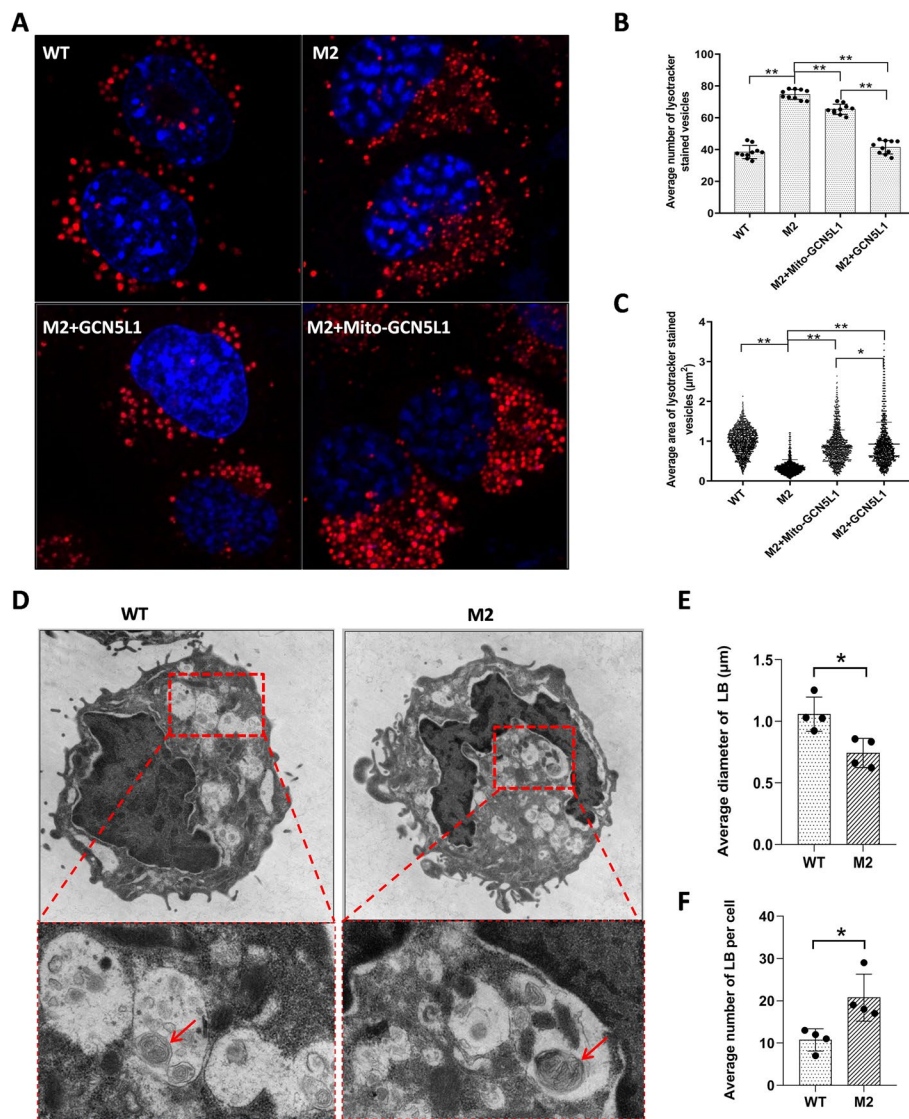 A
WT
M2
M2+GCN5L1
M2+Mito-GCN5L1
B
Average number of lysotracker
stained vesicles
100
80
60
40
20
0
**
**
**
**
WT
M2
M2+Mito-GCN5L1
M2+GCN5L1
C
Average area of lysotracker stained
vesicles (μm²)
4
3
2
1
0
**
**
**
*
WT
M2
M2+Mito-GCN5L1
M2+GCN5L1
D
WT
M2
E
Average diameter of LB (μm)
1.5
1.0
0.5
0.0
*
WT
M2
F
Average number of LB per cell
40
30
20
10
0
*
WT
M2